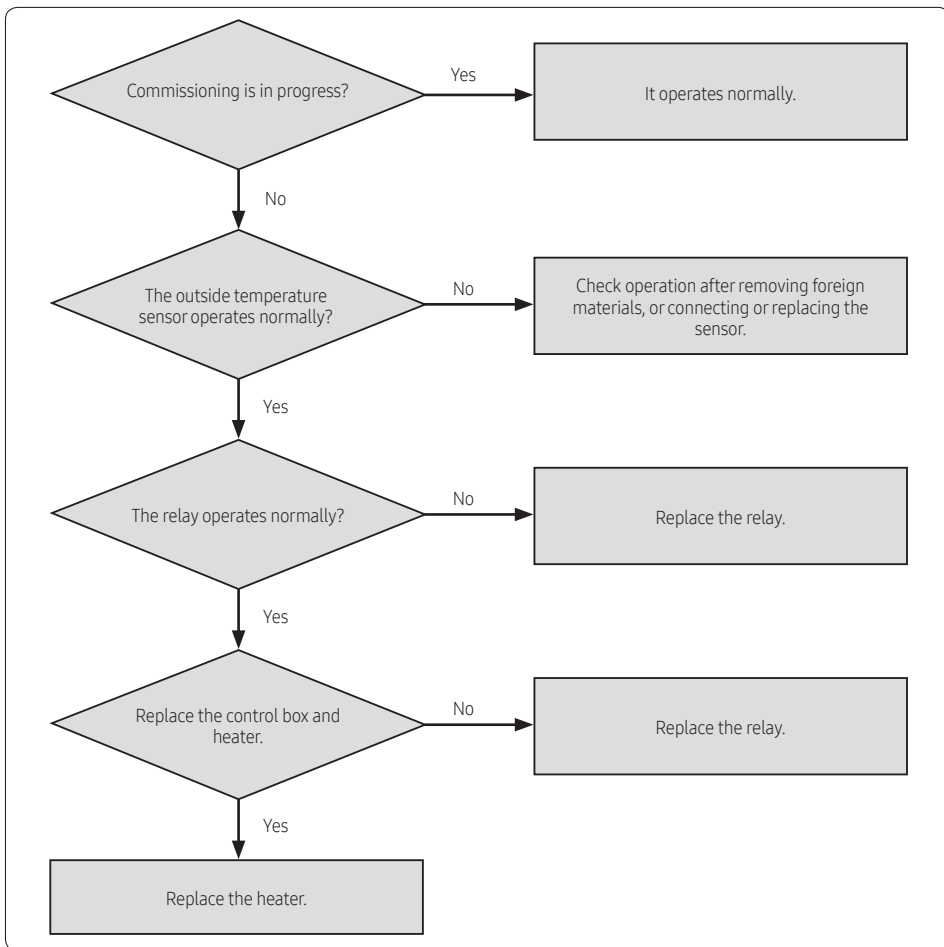 Commissioning is in progress?
Yes
It operates normally.
No
The outside temperature
sensor operates normally?
No
Check operation after removing foreign
materials, or connecting or replacing the
sensor.
Yes
The relay operates normally?
No
Replace the relay.
Yes
Replace the control box and
heater.
No
Replace the relay.
Yes
Replace the heater.